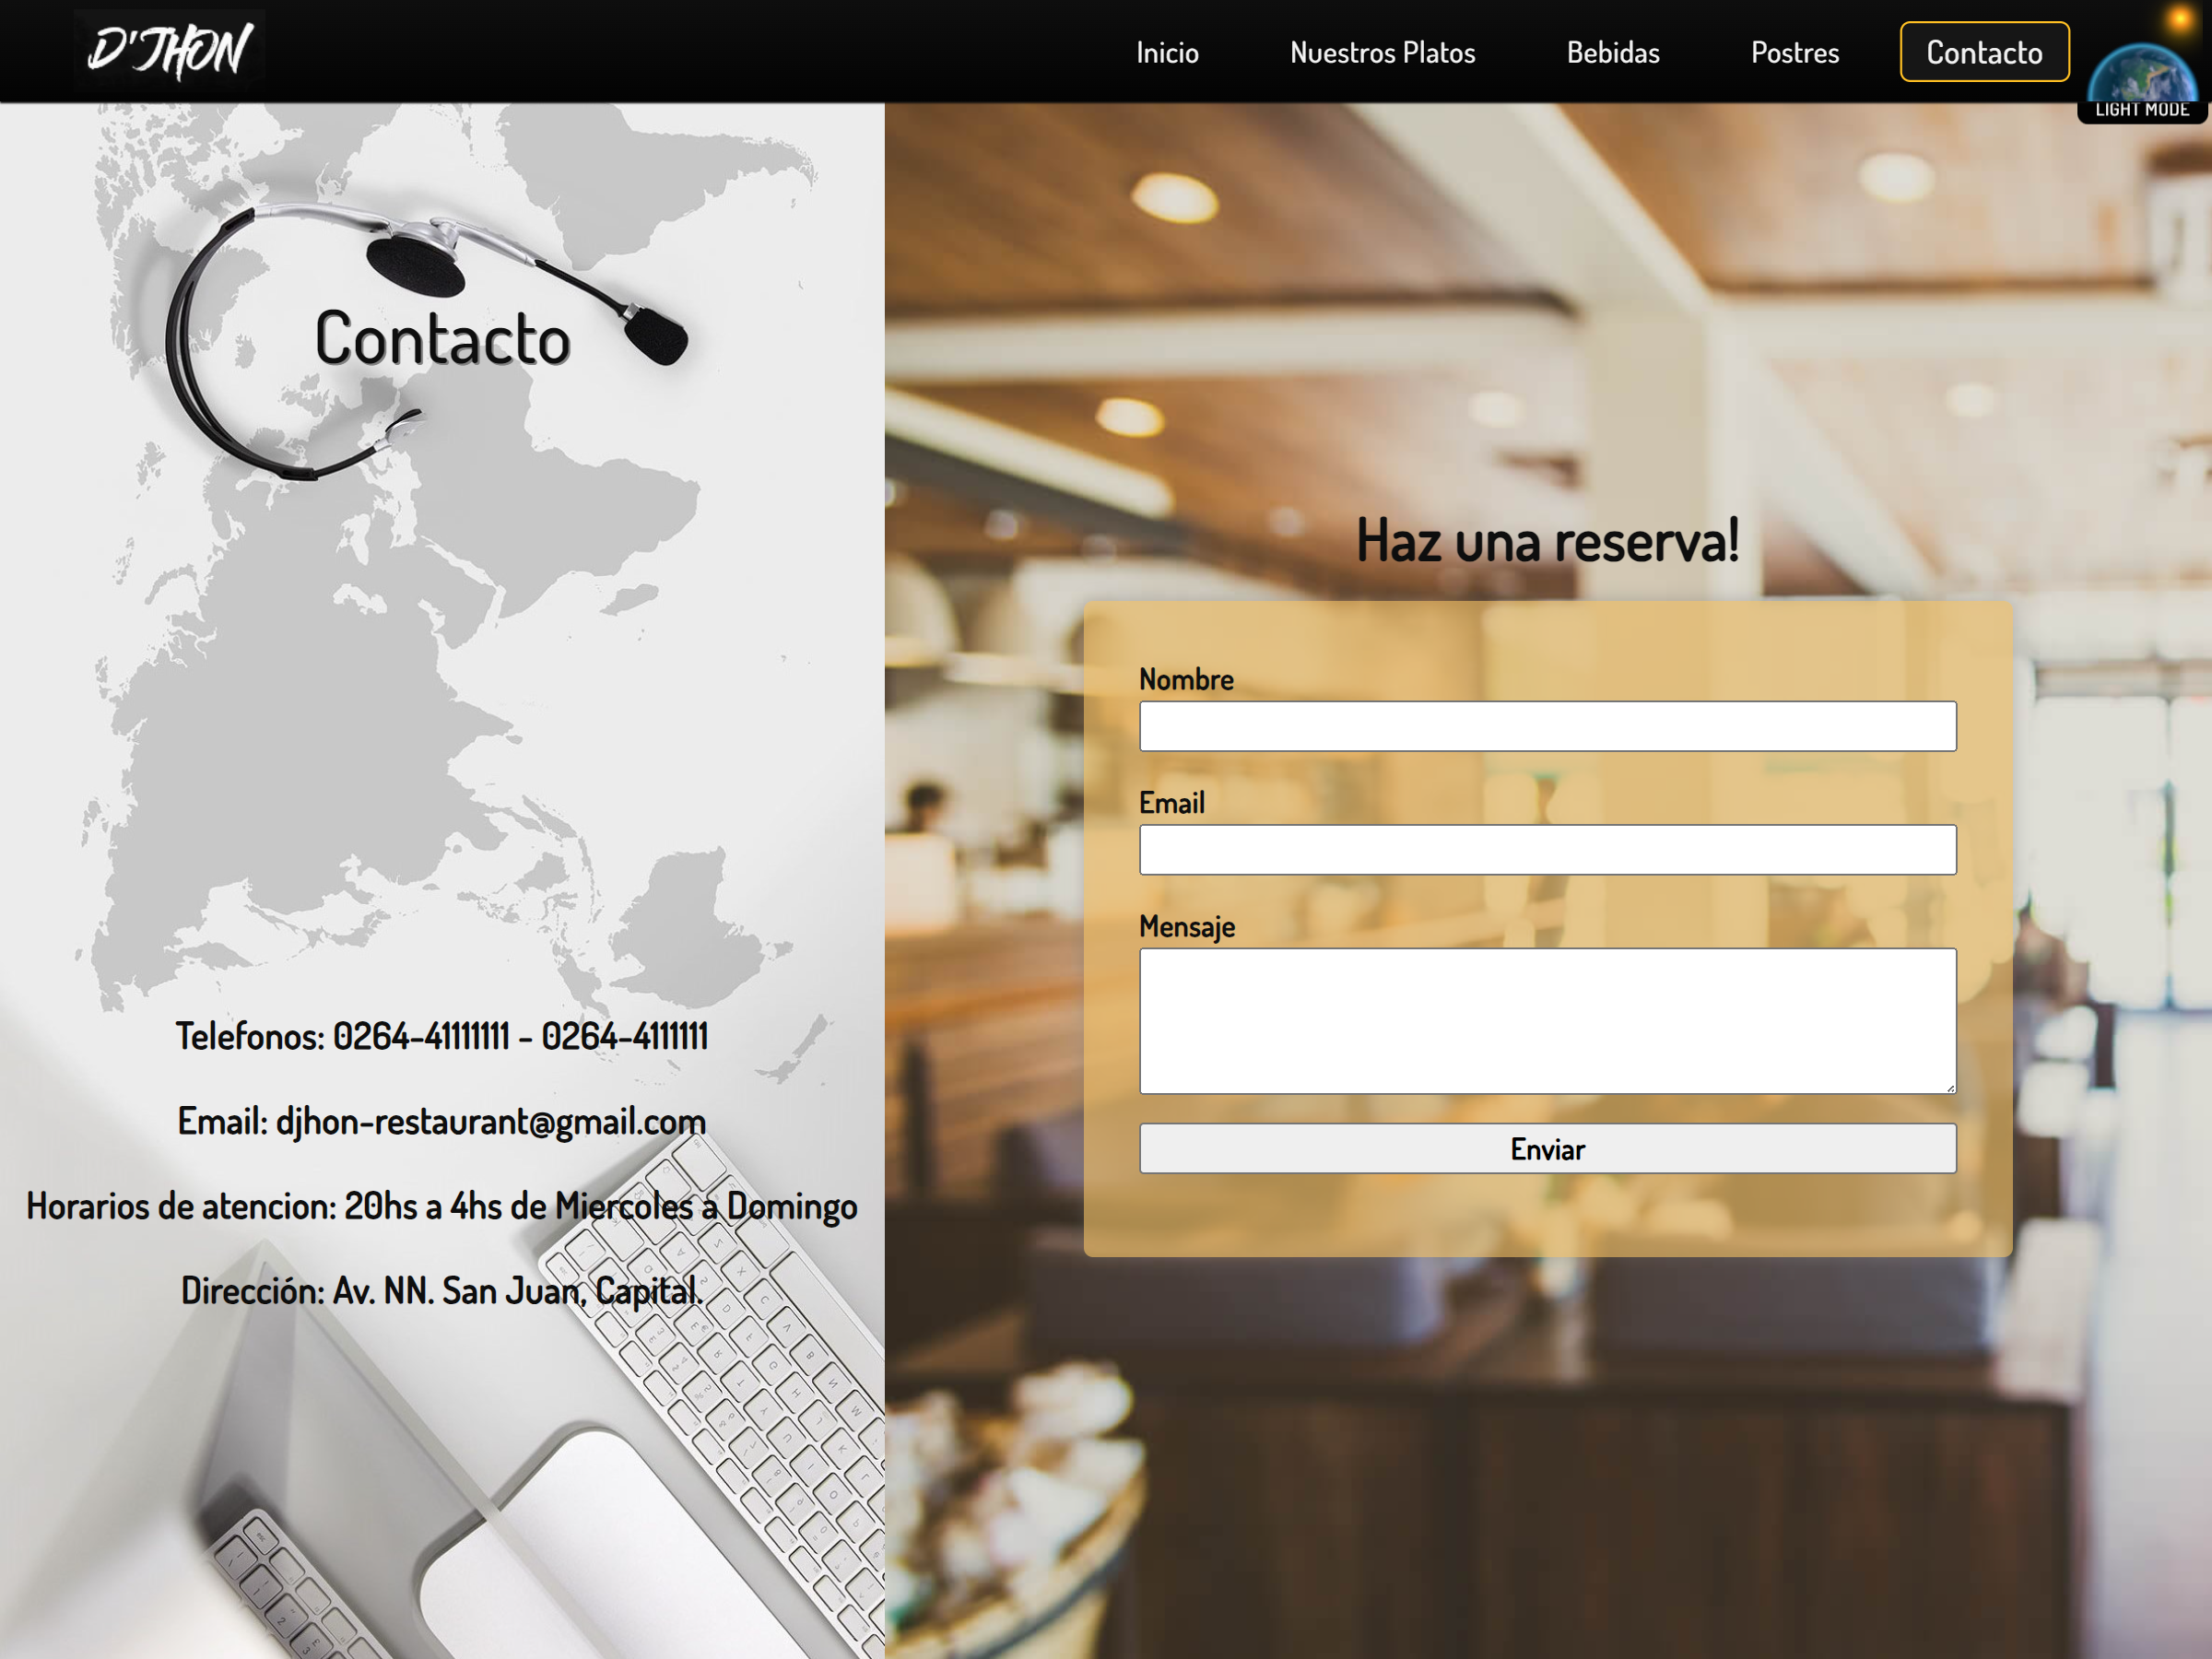 D'JHON
Inicio
Nuestros Platos
Bebidas
Postres
Contacto
LIGHT MODE
Contacto
Telefonos: 0264-41111111 - 0264-4111111
Email: djhon-restaurant@gmail.com
Horarios de atencion: 20hs a 4hs de Miercoles a Domingo
Dirección: Av. NN. San Juan, Capital.
Haz una reserva!
Nombre
Email
Mensaje
Enviar